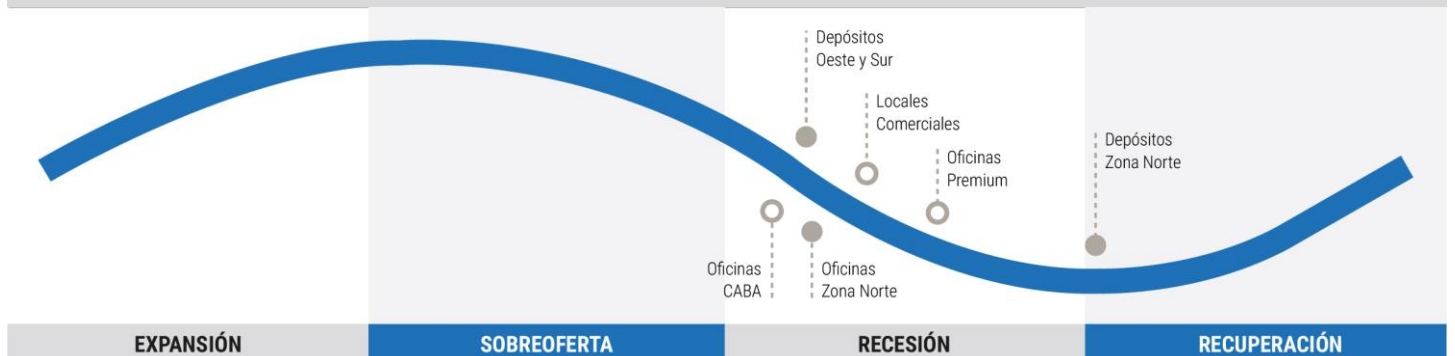 Depósitos
Oeste y Sur
Locales
Comerciales
Oficinas
Premium
Depósitos
Zona Norte
Oficinas
CABA
Oficinas
Zona Norte
EXPANSIÓN
SOBREOFERTA
RECESIÓN
RECUPERACIÓN